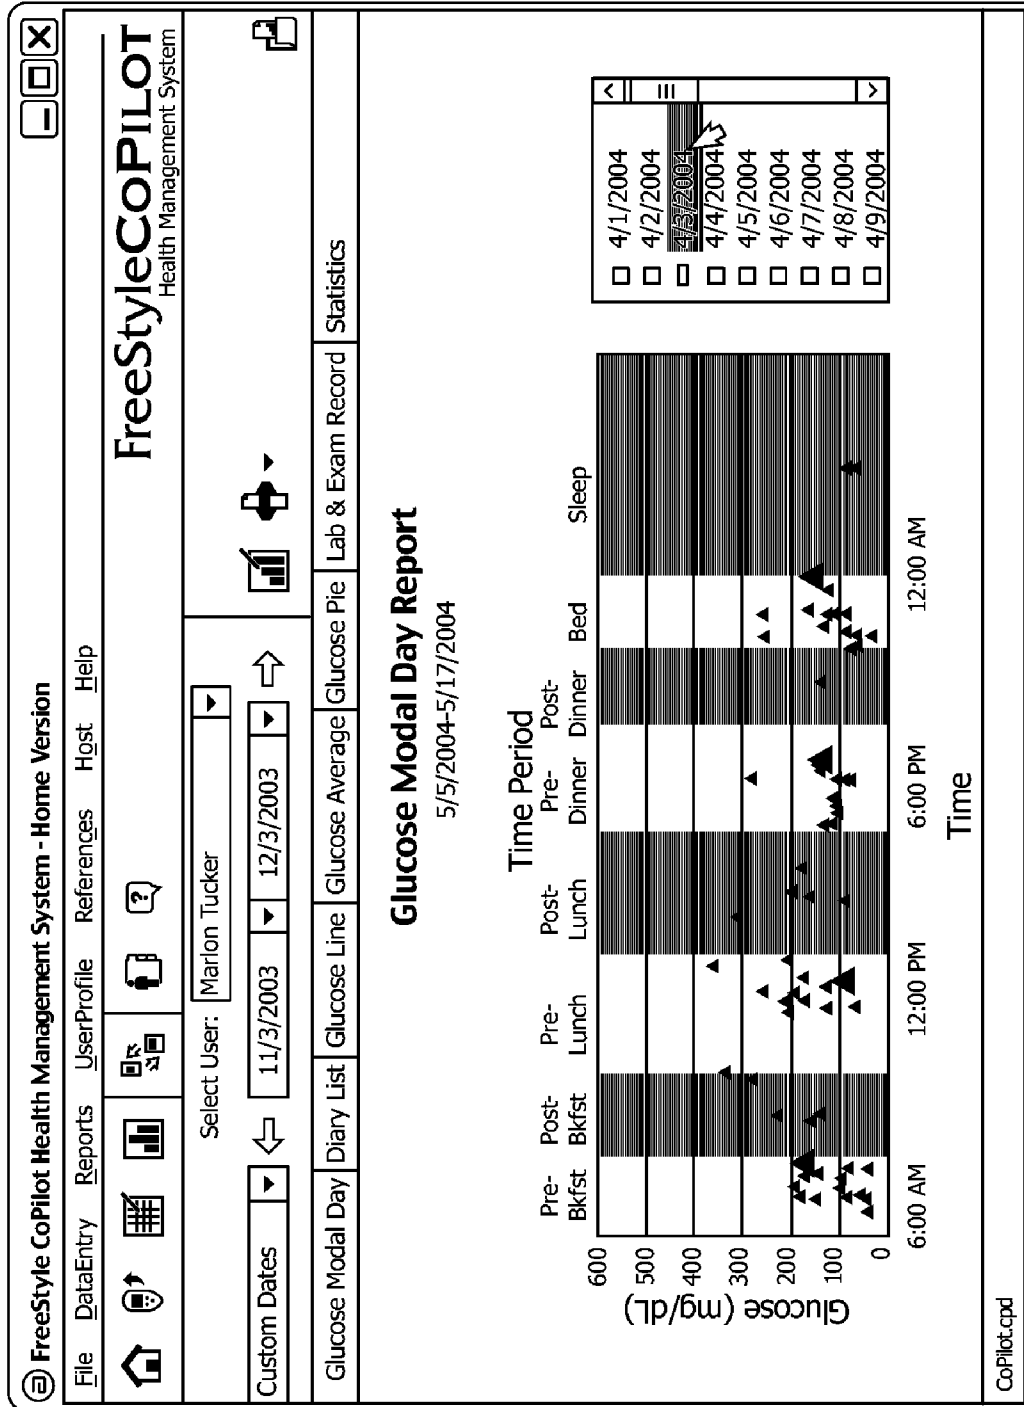 FreeStyle CoPilot Health Management System - Home Version
File DataEntry Reports UserProfile References Host Help
FreeStyleCoPilot
Health Management System
Select User: Marlon Tucker
Custom Dates 11/3/2003 12/3/2003
Glucose Modal Day Diary List Glucose Line Glucose Average Glucose Pie Lab & Exam Record Statistics
Glucose Modal Day Report
5/5/2004-5/17/2004
Time Period
Pre-Bkfst Post-Bkfst Pre-Lunch Post-Lunch Pre-Dinner Post-Dinner Bed Sleep
Glucose (mg/dL)
600
500
400
300
200
100
0
6:00 AM 12:00 PM 6:00 PM 12:00 AM
Time
4/1/2004
4/2/2004
4/3/2004
4/4/2004
4/5/2004
4/6/2004
4/7/2004
4/8/2004
4/9/2004
CoPilot.cpd